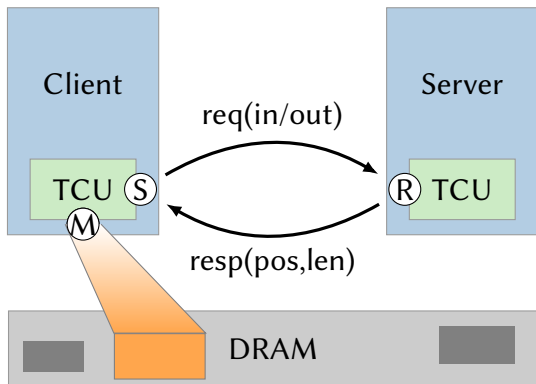 Client
Server
req(in/out)
TCU
S
R
TCU
M
resp(pos,len)
DRAM